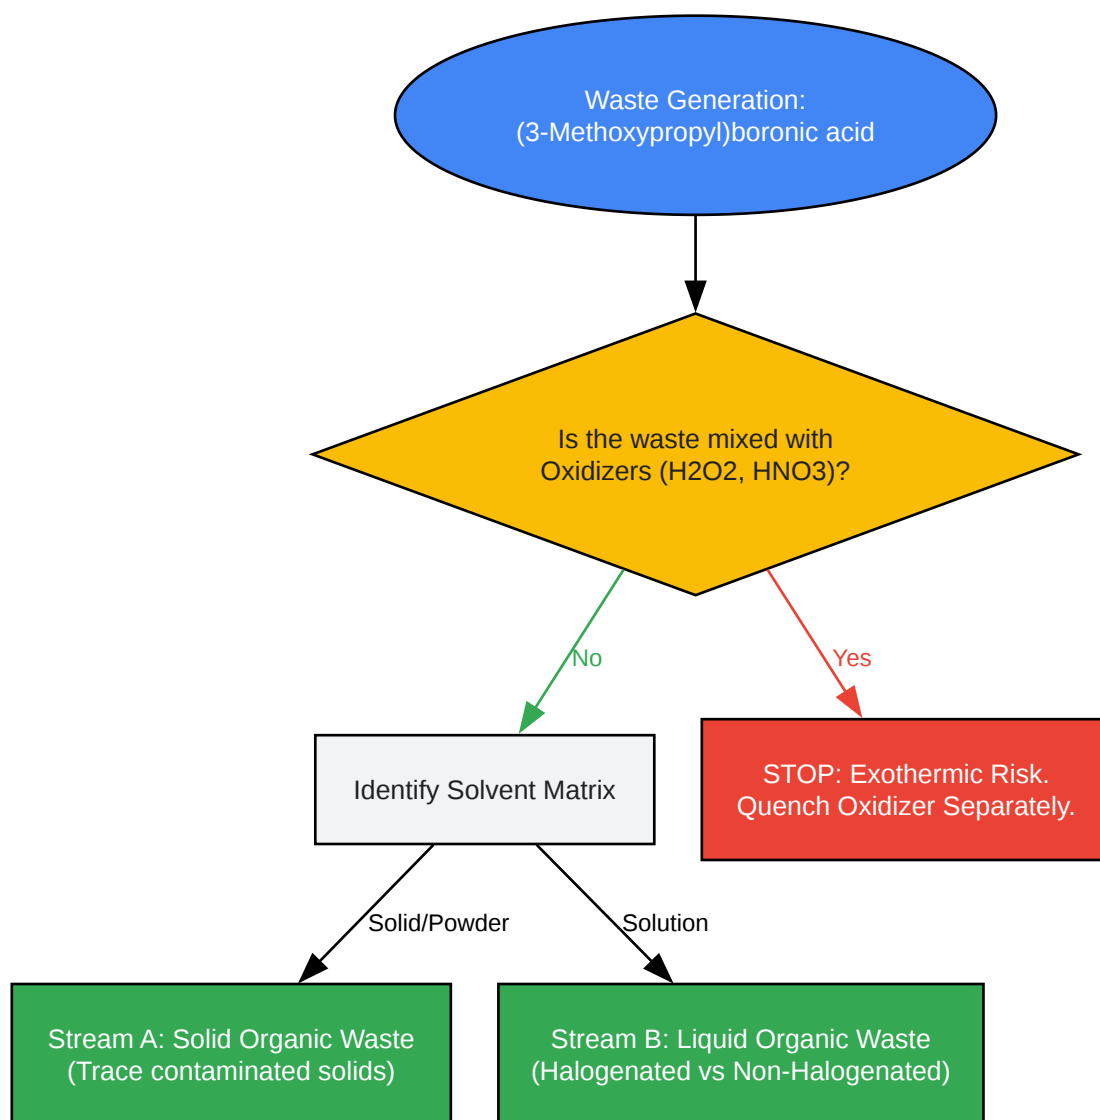 Waste Generation:
(3-Methoxypropyl)boronic acid
Is the waste mixed with
Oxidizers (H2O2, HNO3)?
No
Yes
Identify Solvent Matrix
STOP: Exothermic Risk.
Quench Oxidizer Separately.
Solid/Powder
Solution
Stream A: Solid Organic Waste
(Trace contaminated solids)
Stream B: Liquid Organic Waste
(Halogenated vs Non-Halogenated)